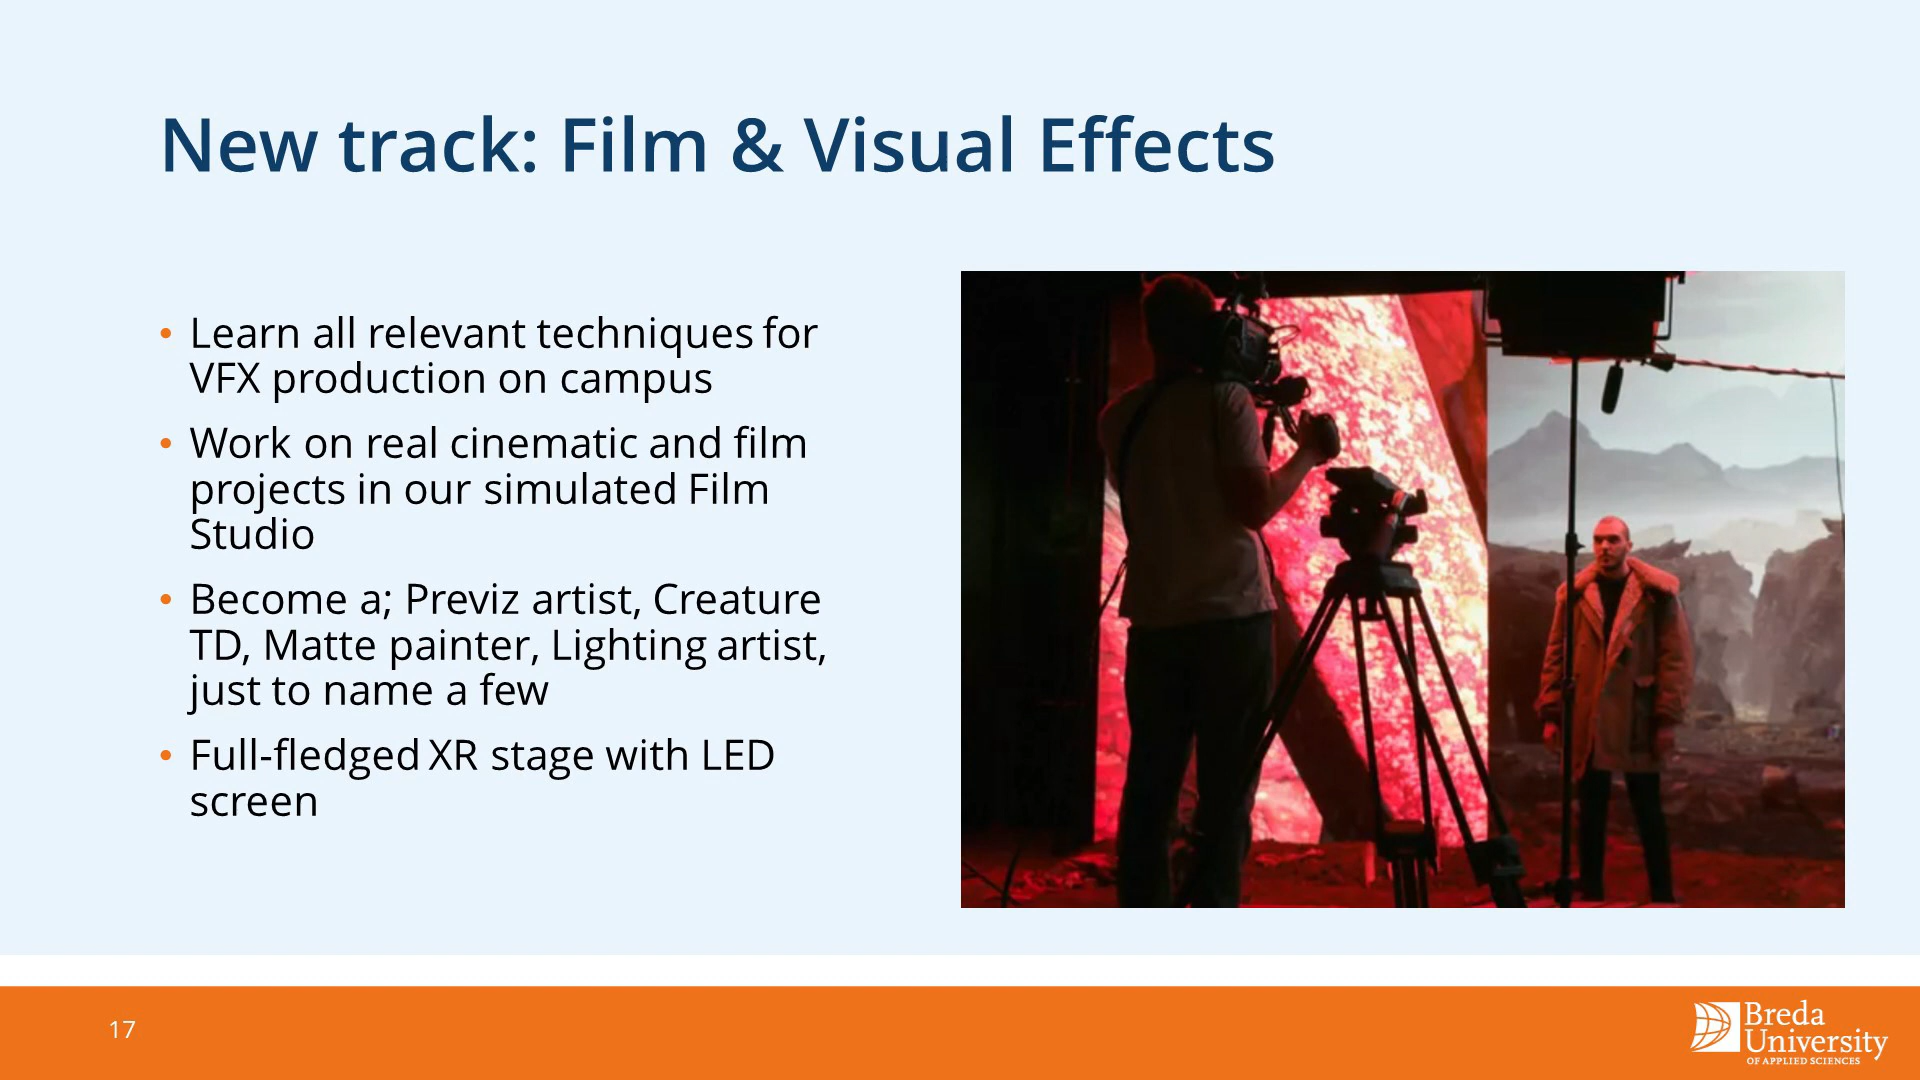 New track: Film & Visual Effects
• Learn all relevant techniques for
VFX production on campus
• Work on real cinematic and film
projects in our simulated Film
Studio
• Become a; Previz artist, Creature
TD, Matte painter, Lighting artist,
just to name a few
• Full-fledged XR stage with LED
screen
17
Breda
University
OF APPLIED SCIENCES